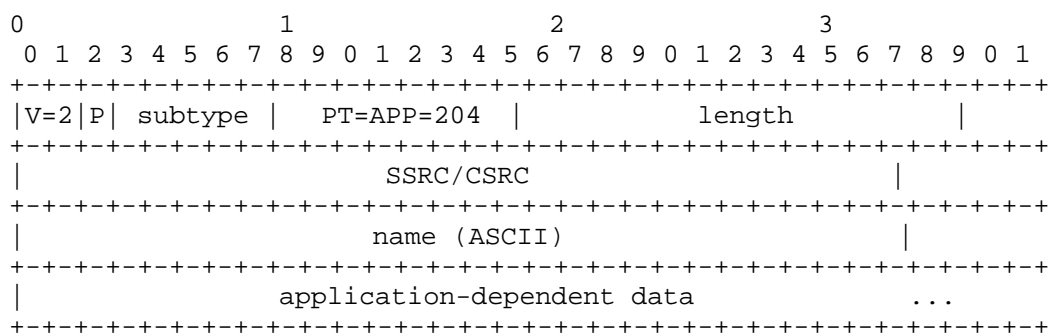 0                   1                   2                   3
 0 1 2 3 4 5 6 7 8 9 0 1 2 3 4 5 6 7 8 9 0 1 2 3 4 5 6 7 8 9 0 1
+-+-+-+-+-+-+-+-+-+-+-+-+-+-+-+-+-+-+-+-+-+-+-+-+-+-+-+-+-+-+-+-+
|V=2|P| subtype |   PT=APP=204  |             length            |
+-+-+-+-+-+-+-+-+-+-+-+-+-+-+-+-+-+-+-+-+-+-+-+-+-+-+-+-+-+-+-+-+
|                           SSRC/CSRC                           |
+-+-+-+-+-+-+-+-+-+-+-+-+-+-+-+-+-+-+-+-+-+-+-+-+-+-+-+-+-+-+-+-+
|                          name (ASCII)                         |
+-+-+-+-+-+-+-+-+-+-+-+-+-+-+-+-+-+-+-+-+-+-+-+-+-+-+-+-+-+-+-+-+
|                   application-dependent data                ...
+-+-+-+-+-+-+-+-+-+-+-+-+-+-+-+-+-+-+-+-+-+-+-+-+-+-+-+-+-+-+-+-+